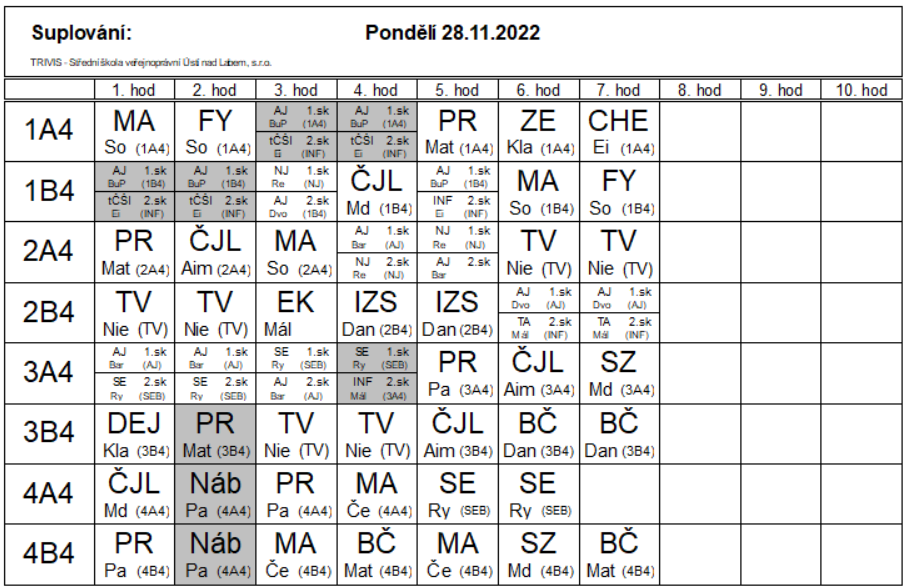 Suplování: Pondělí 28.11.2022
TRIVIS - Střední škola veřejnoprávní Ústí nad Labem, s.r.o.
1. hod 2. hod 3. hod 4. hod 5. hod 6. hod 7. hod 8. hod 9. hod 10. hod
1A4
MA
So (1A4)
FY
So (1A4)
AJ 1.sk
BuP (1A4)
tČŠI 2.sk
Ei (INF)
AJ 1.sk
BuP (1A4)
tČŠI 2.sk
Ei (INF)
PR
Mat (1A4)
ZE
Kla (1A4)
CHE
Ei (1A4)
1B4
AJ 1.sk
BuP (1B4)
tČŠI 2.sk
Ei (INF)
AJ 1.sk
BuP (1B4)
tČŠI 2.sk
Ei (INF)
NJ 1.sk
Re (NJ)
AJ 2.sk
Dvo (1B4)
ČJL
Md (1B4)
AJ 1.sk
BuP (1B4)
INF 2.sk
Ei (INF)
MA
So (1B4)
FY
So (1B4)
2A4
PR
Mat (2A4)
ČJL
Aim (2A4)
MA
So (2A4)
AJ 1.sk
Bar (AJ)
NJ 2.sk
Re (NJ)
NJ 1.sk
Re (NJ)
AJ 2.sk
Bar
TV
Nie (TV)
TV
Nie (TV)
2B4
TV
Nie (TV)
TV
Nie (TV)
EK
Mál
IZS
Dan (2B4)
IZS
Dan (2B4)
AJ 1.sk
Dvo (AJ)
TA 2.sk
Mál (INF)
AJ 1.sk
Dvo (AJ)
TA 2.sk
Mál (INF)
3A4
AJ 1.sk
Bar (AJ)
SE 2.sk
Ry (SEB)
AJ 1.sk
Bar (AJ)
SE 2.sk
Ry (SEB)
SE 1.sk
Ry (SEB)
AJ 2.sk
Bar (AJ)
SE 1.sk
Ry (SEB)
INF 2.sk
Mál (3A4)
PR
Pa (3A4)
ČJL
Aim (3A4)
SZ
Md (3A4)
3B4
DEJ
Kla (3B4)
PR
Mat (3B4)
TV
Nie (TV)
TV
Nie (TV)
ČJL
Aim (3B4)
BČ
Dan (3B4)
BČ
Dan (3B4)
4A4
ČJL
Md (4A4)
Náb
Pa (4A4)
PR
Pa (4A4)
MA
Če (4A4)
SE
Ry (SEB)
SE
Ry (SEB)
4B4
PR
Pa (4B4)
Náb
Pa (4A4)
MA
Če (4B4)
BČ
Mat (4B4)
MA
Če (4B4)
SZ
Md (4B4)
BČ
Mat (4B4)